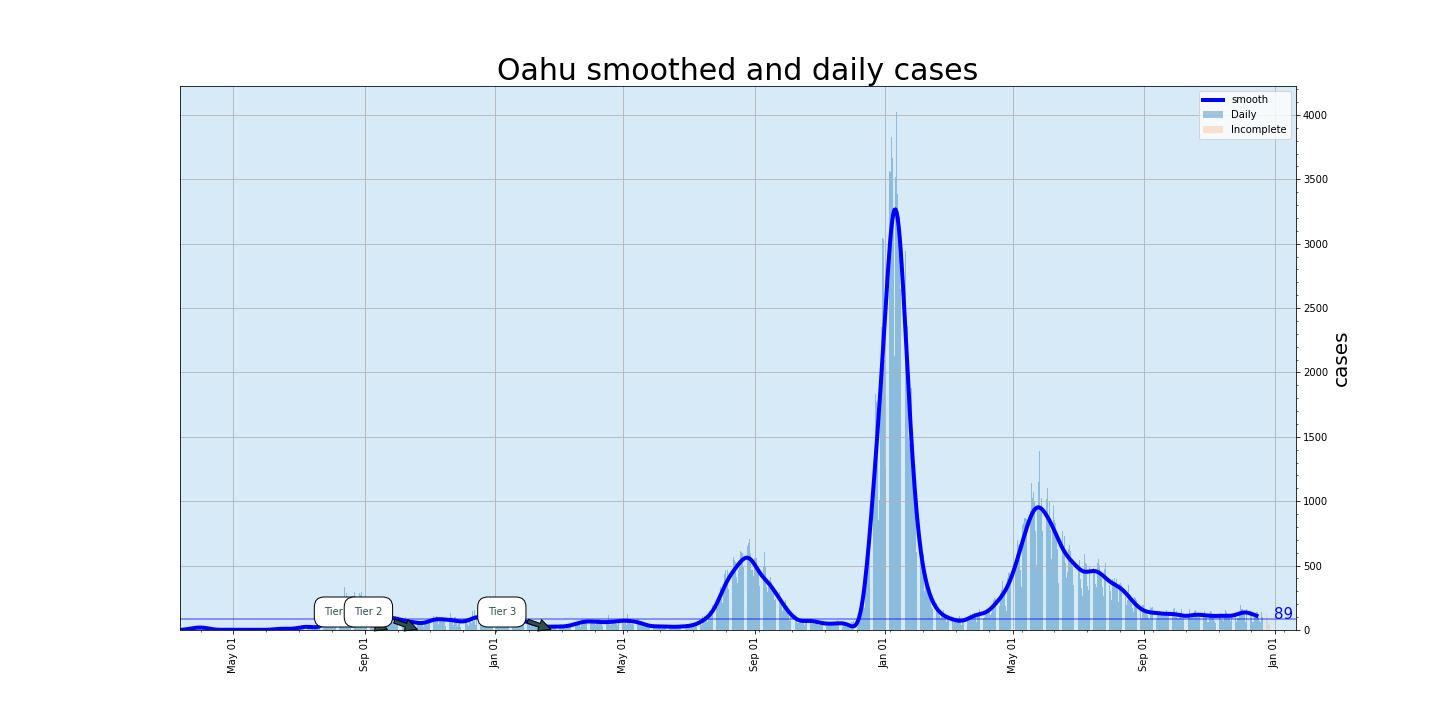 Oahu smoothed and daily cases
smooth
Daily
Incomplete
4000
3500
3000
2500
2000
1500
1000
500
0
cases
89
Tier
Tier 2
Tier 3
May 01
Sep 01
Jan 01
May 01
Sep 01
Jan 01
May 01
Sep 01
Jan 01